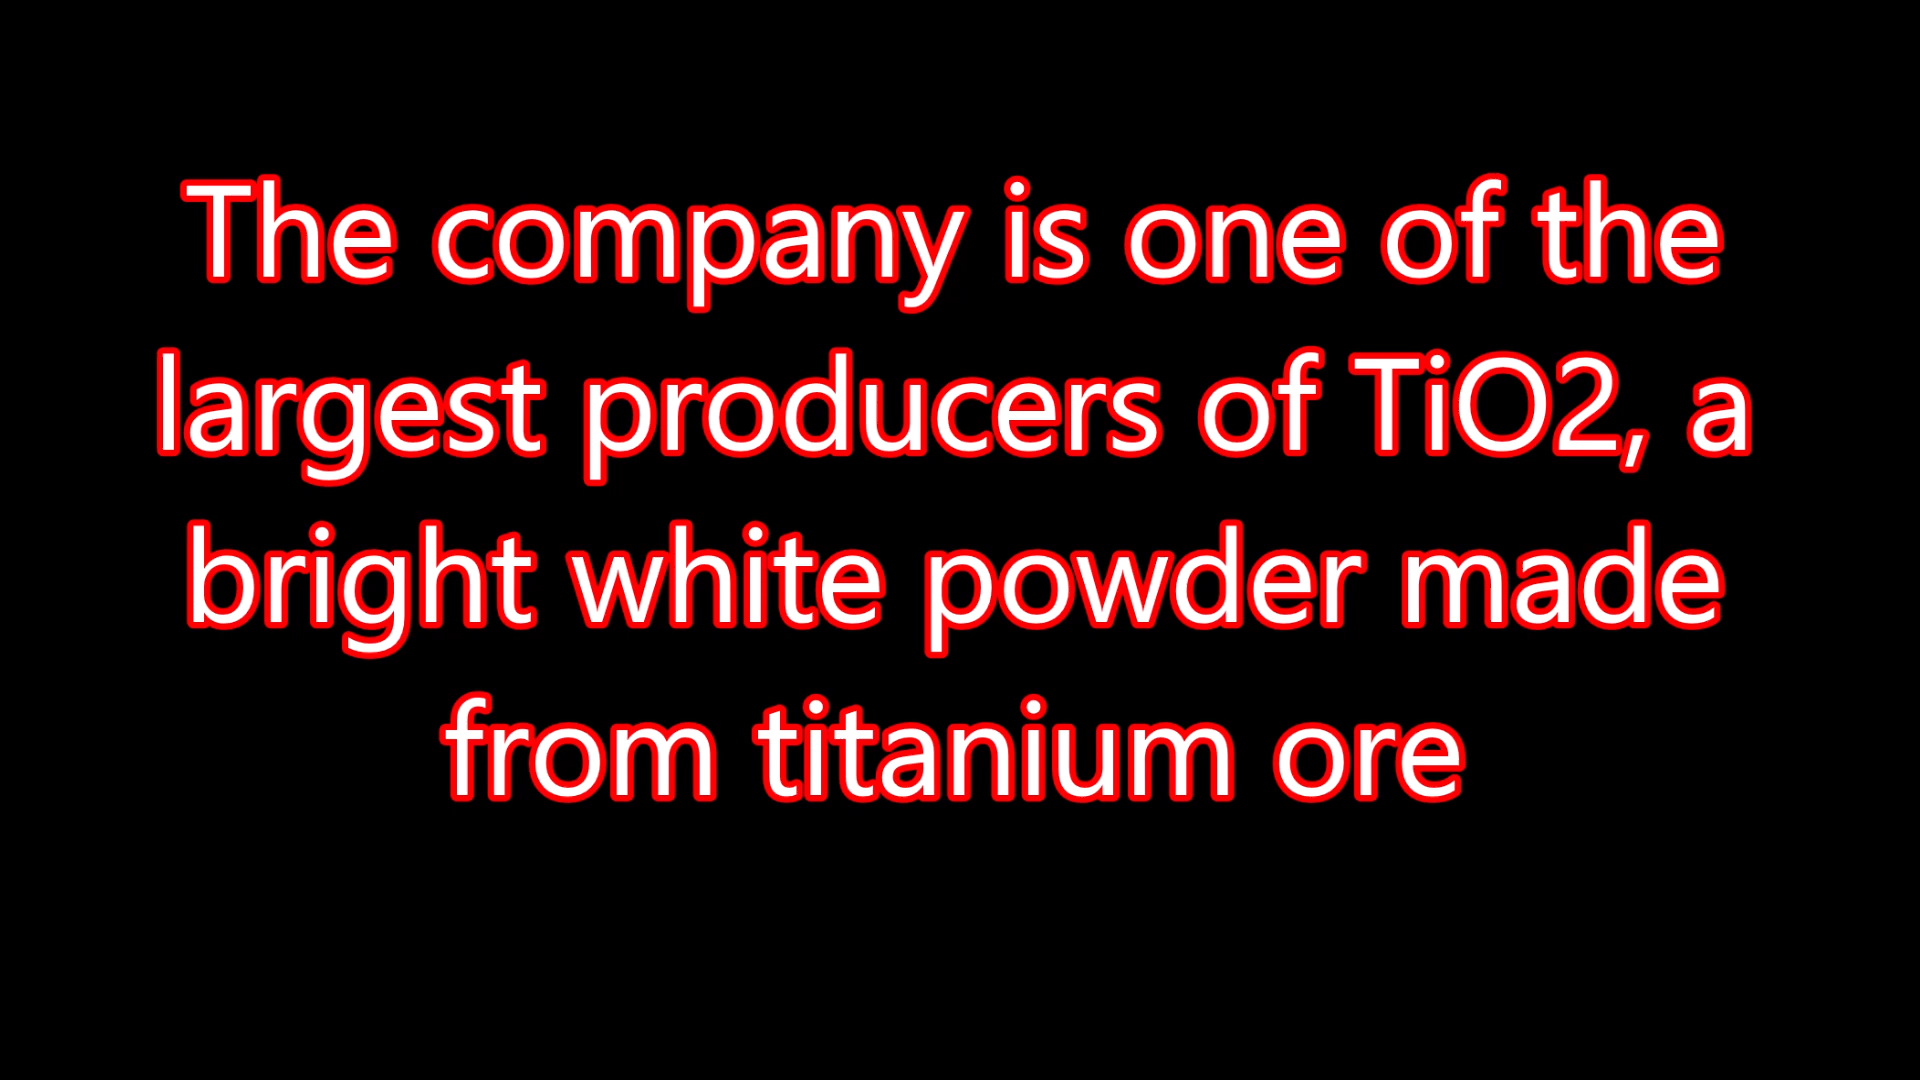 The company is one of the
largest producers of TiO2, a
bright white powder made
from titanium ore